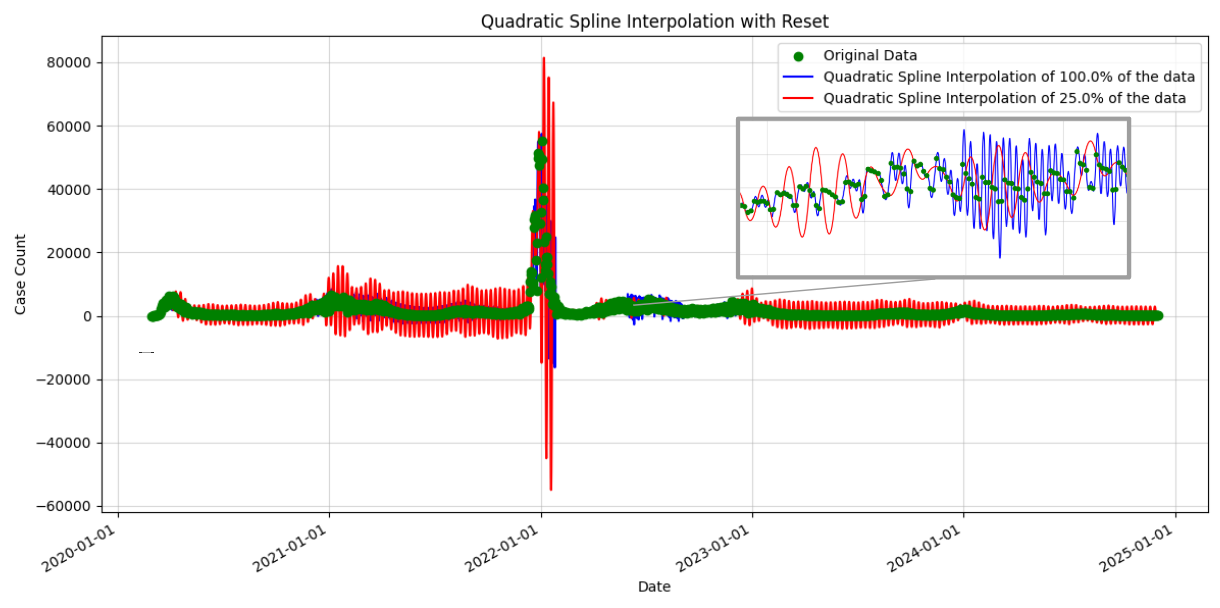 Quadratic Spline Interpolation with Reset
Original Data
Quadratic Spline Interpolation of 100.0% of the data
Quadratic Spline Interpolation of 25.0% of the data
Case Count
80000
60000
40000
20000
0
−20000
−40000
−60000
2020-01-01
2021-01-01
2022-01-01
2023-01-01
2024-01-01
2025-01-01
Date